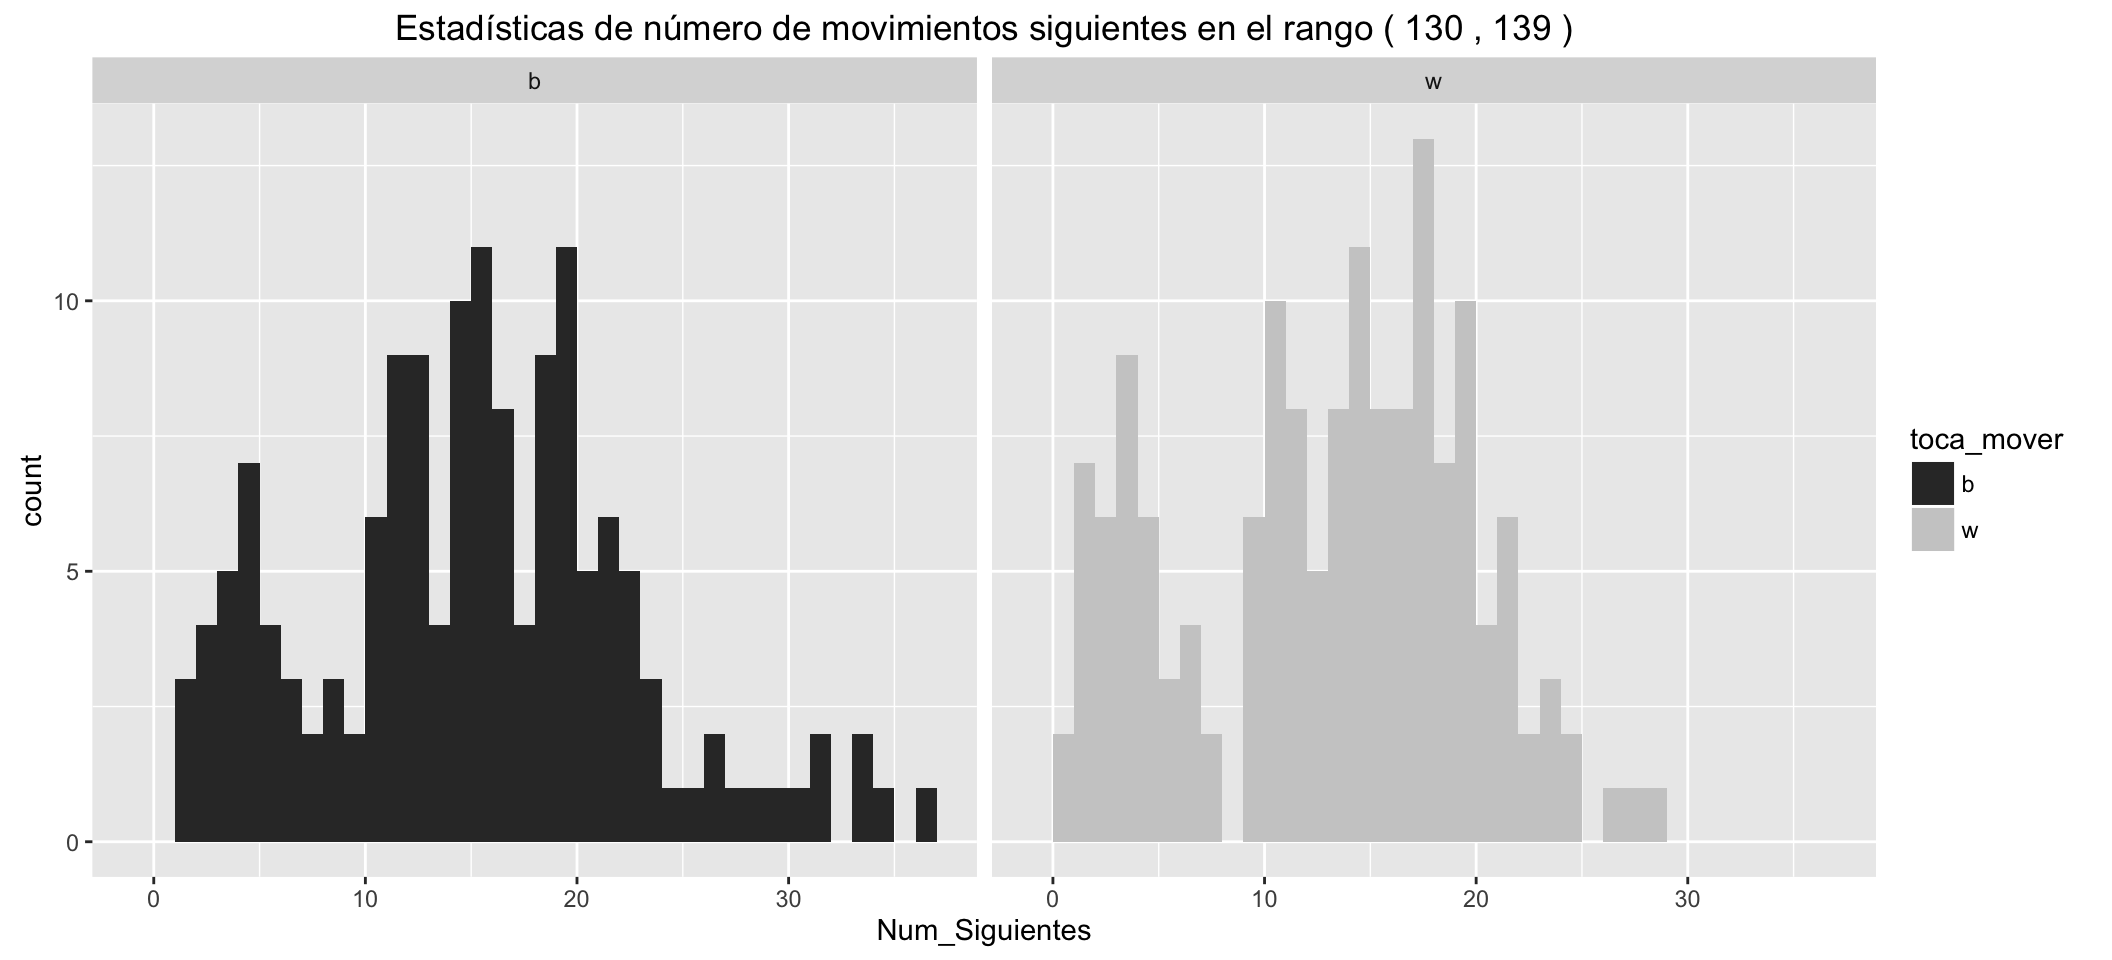 Estadísticas de número de movimientos siguientes en el rango ( 130 , 139 )
b
w
10
5
0
count
0
10
20
30
0
10
20
30
Num_Siguientes
toca_mover
b
w